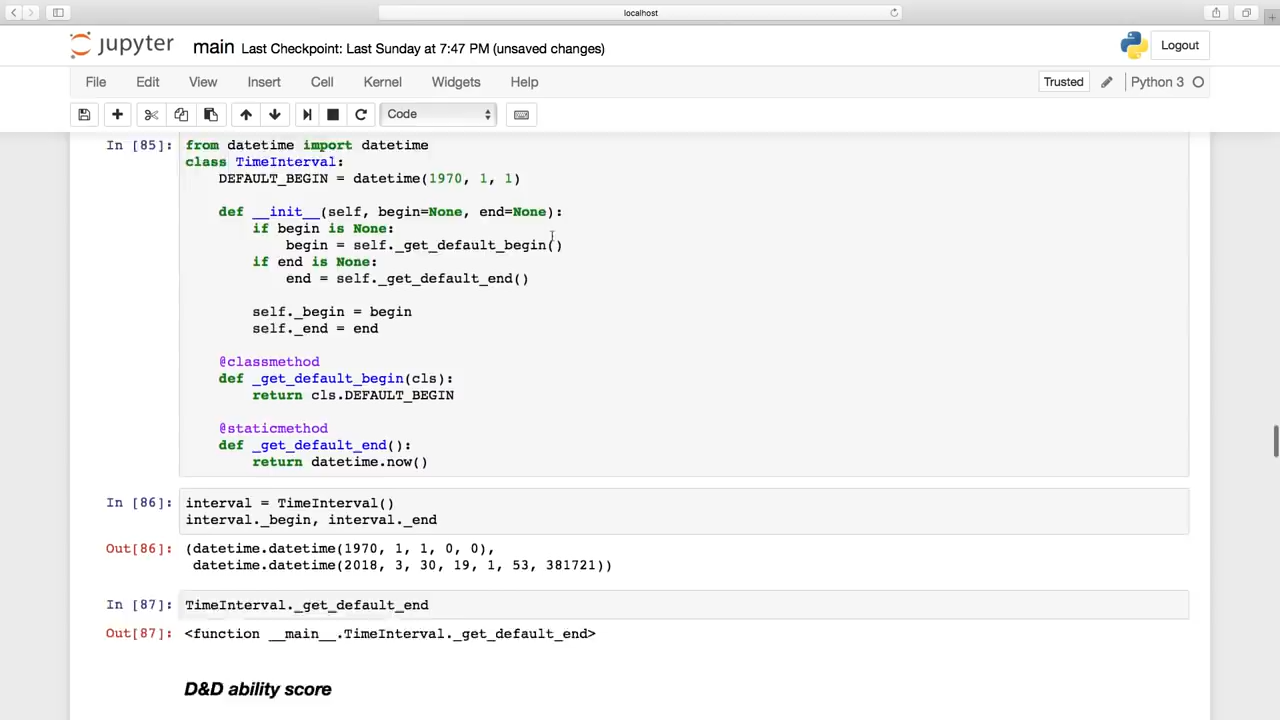 localhost
jupyter main Last Checkpoint: Last Sunday at 7:47 PM (unsaved changes)
Logout
File Edit View Insert Cell Kernel Widgets Help
Trusted Python 3
Code
In [85]: from datetime import datetime
class TimeInterval:
    DEFAULT_BEGIN = datetime(1970, 1, 1)
    def __init__(self, begin=None, end=None):
        if begin is None:
            begin = self._get_default_begin()
        if end is None:
            end = self._get_default_end()
        self._begin = begin
        self._end = end
    @classmethod
    def _get_default_begin(cls):
        return cls.DEFAULT_BEGIN
    @staticmethod
    def _get_default_end():
        return datetime.now()
In [86]: interval = TimeInterval()
interval._begin, interval._end
Out[86]: (datetime.datetime(1970, 1, 1, 0, 0),
 datetime.datetime(2018, 3, 30, 19, 1, 53, 381721))
In [87]: TimeInterval._get_default_end
Out[87]: <function __main__.TimeInterval._get_default_end>
D&D ability score